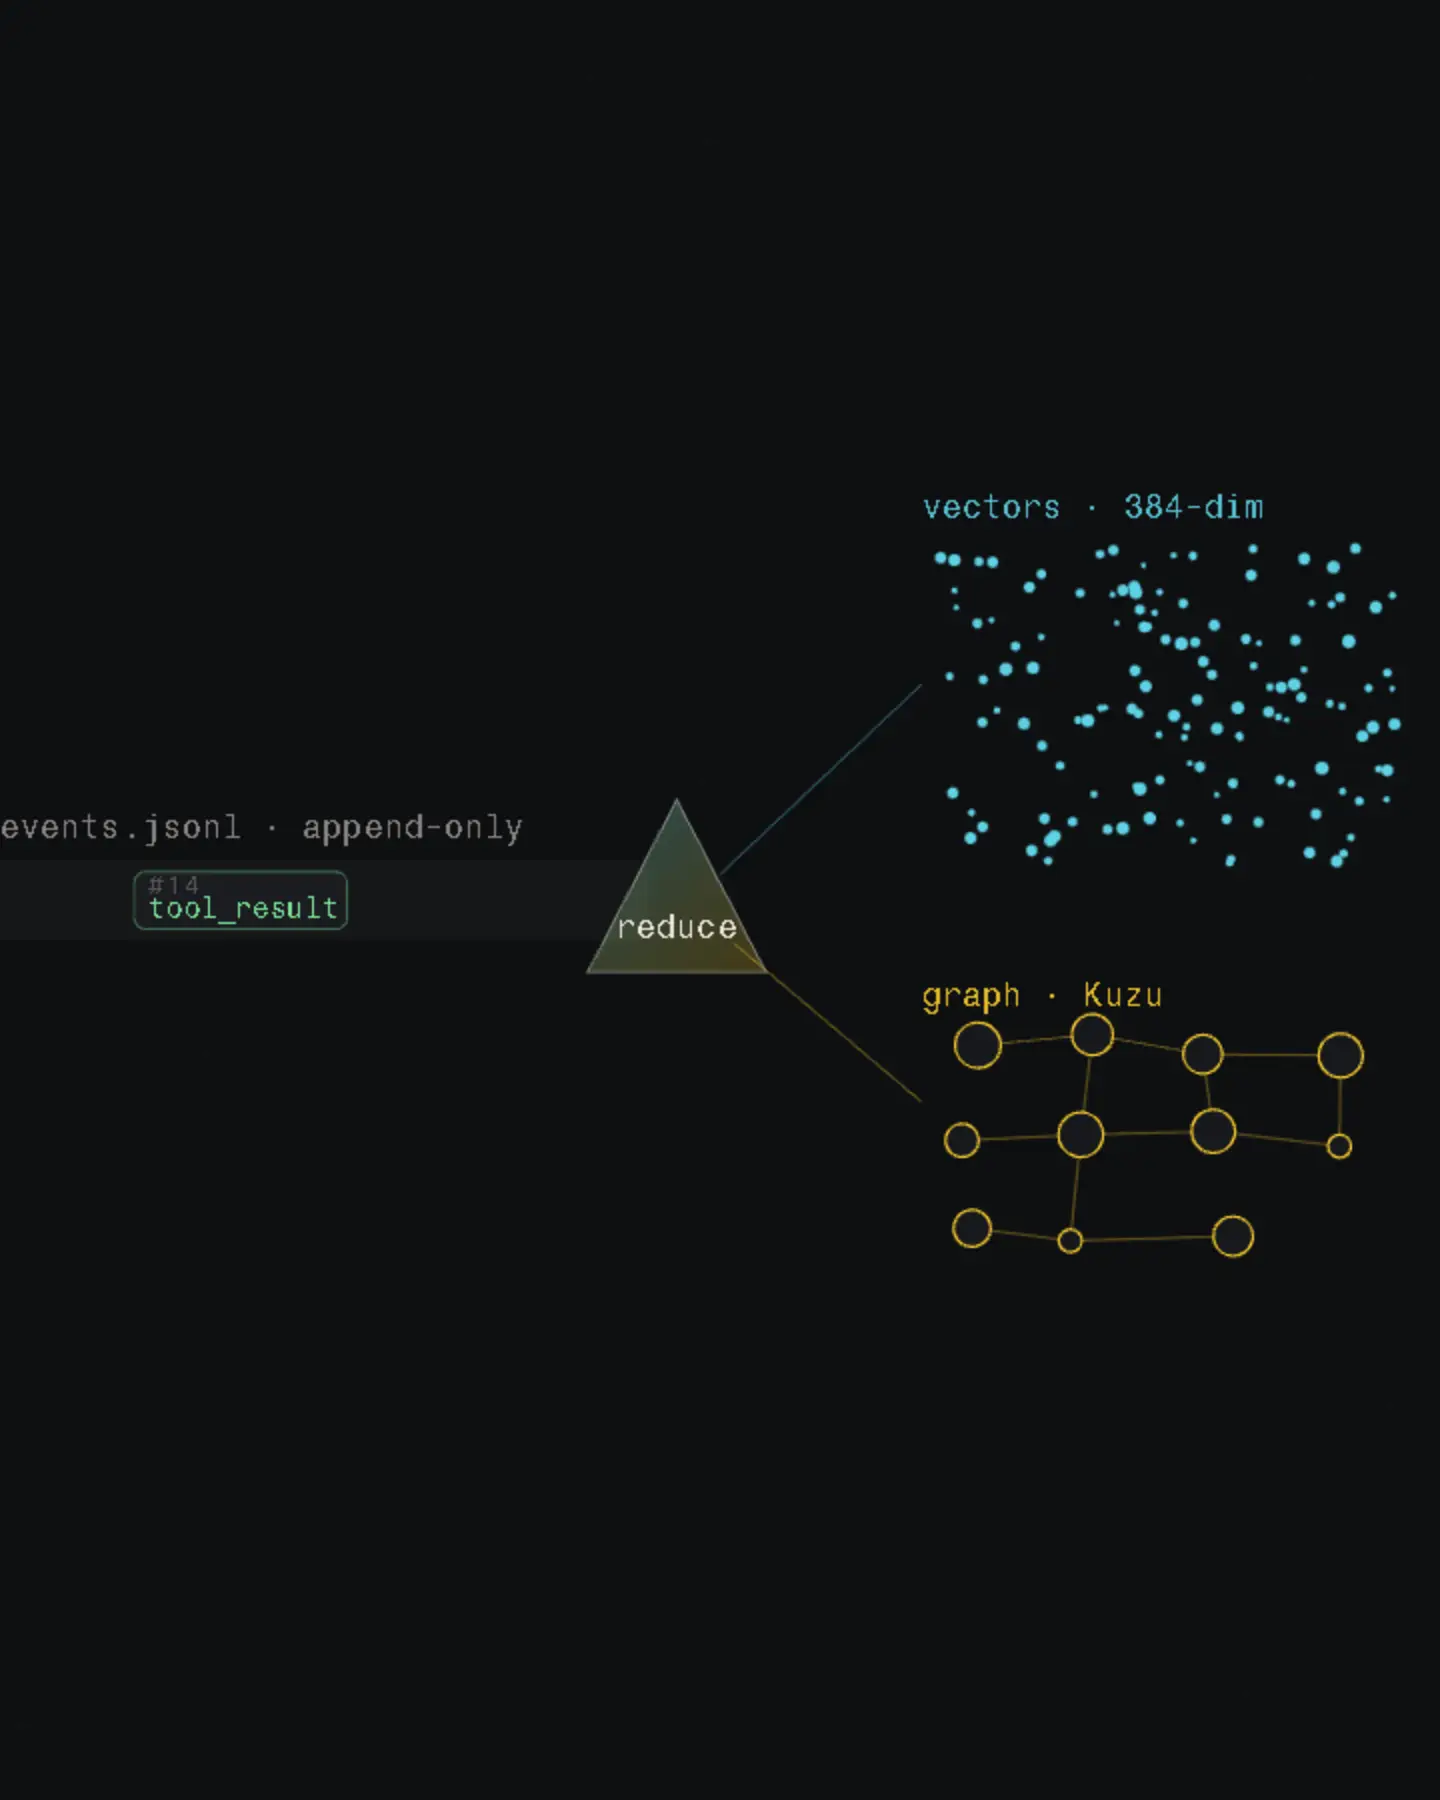 vectors · 384-dim
events.jsonl · append-only
#14
tool_result
reduce
graph · Kuzu